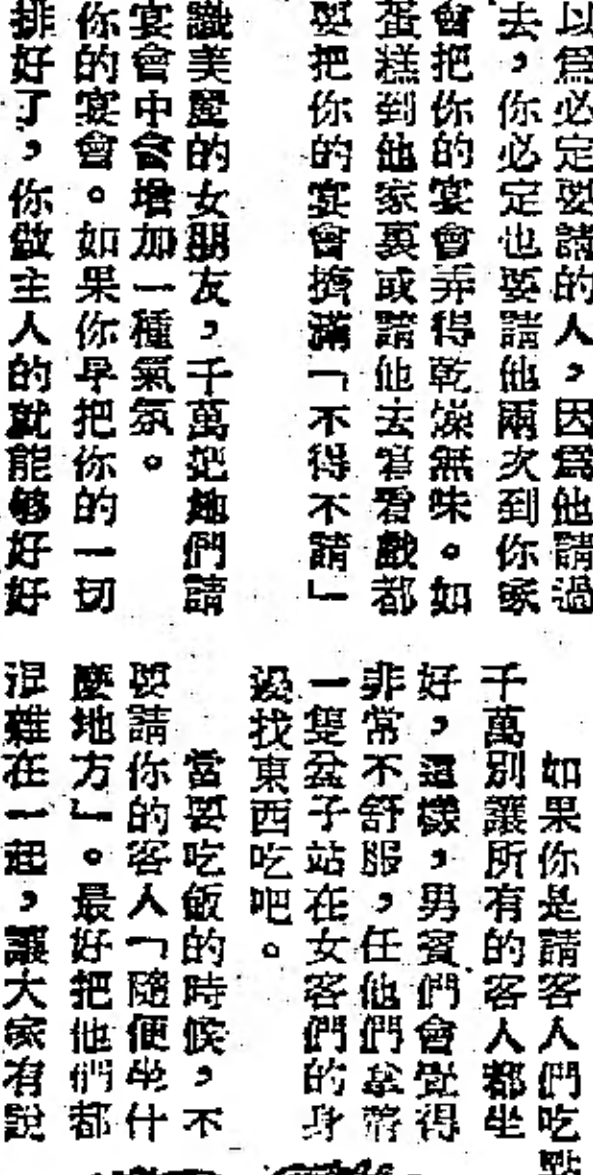 以爲必定要請的人，因爲他請過
去，你必定也要請他兩次到你家
會把你的宴會弄得乾燥無味。如
蛋糕到他家裏或請他去看看戲都
要把你的宴會擠滿「不得不請」
識美麗的女朋友，千萬把她們請
宴會中會增加一種氣氛。
你的宴會。如果你早把你的一切
排好了，你做主人的就能够好好
如果你是請客人們吃點
千萬別讓所有的客人都坐
好，這樣，男賓們會覺得
非常不舒服，任他們拿着
一隻盆子站在女客們的身
邊找東西吃吧。
當要吃飯的時候，不
要請你的客人「隨便坐什
麼地方」。最好把他們都
混雜在一起，讓大家有說